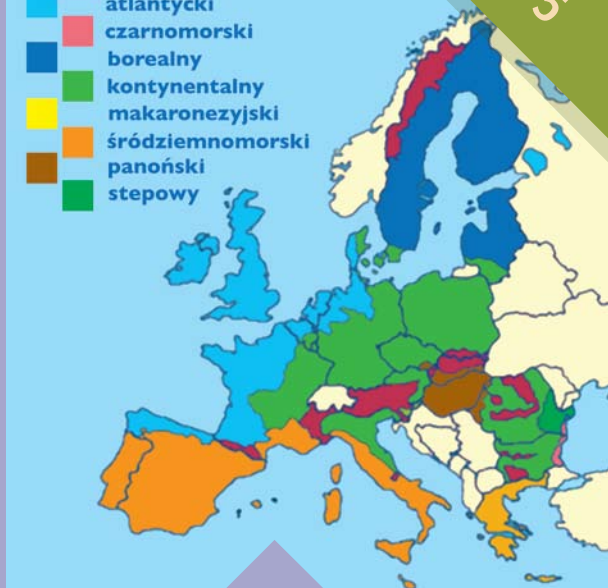 atlantycki
czarnomorski
borealny
kontynentalny
makaronezyjski
śródziemnomorski
panoński
stepowy